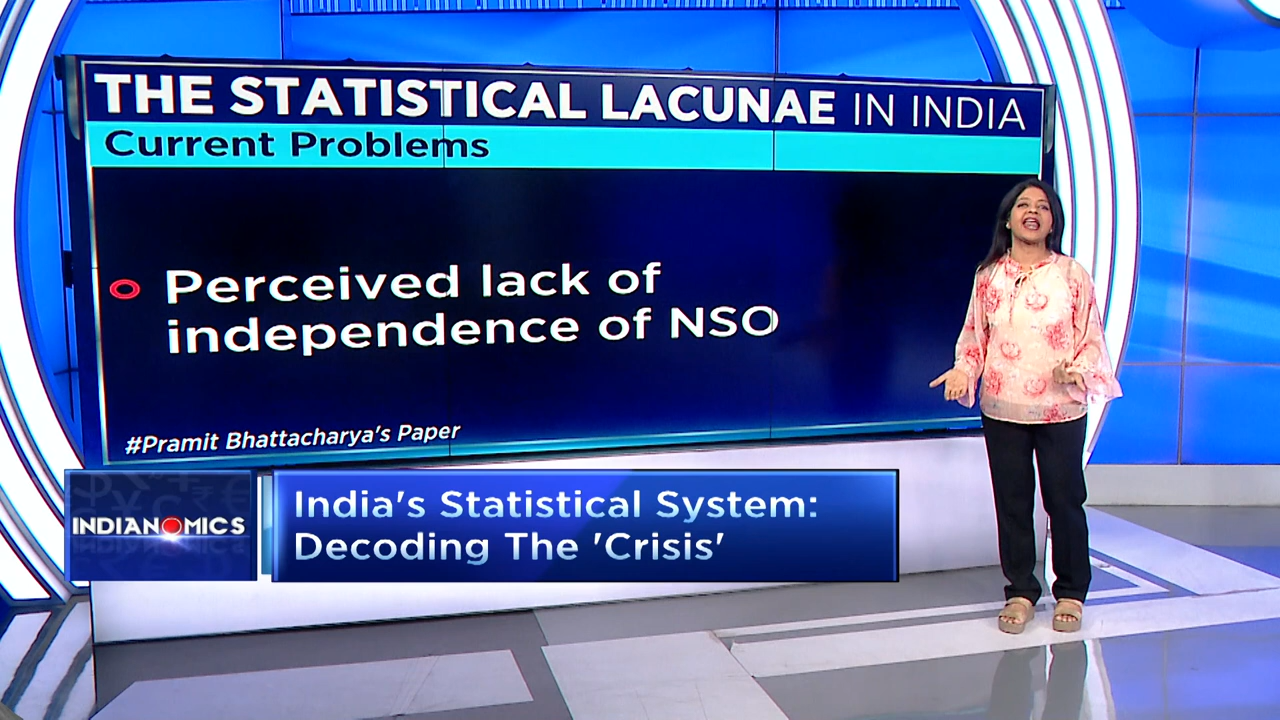 THE STATISTICAL LACUNAE IN INDIA
Current Problems
Perceived lack of
independence of NSO
#Pramit Bhattacharya's Paper
INDIANOMICS
India's Statistical System:
Decoding The 'Crisis'